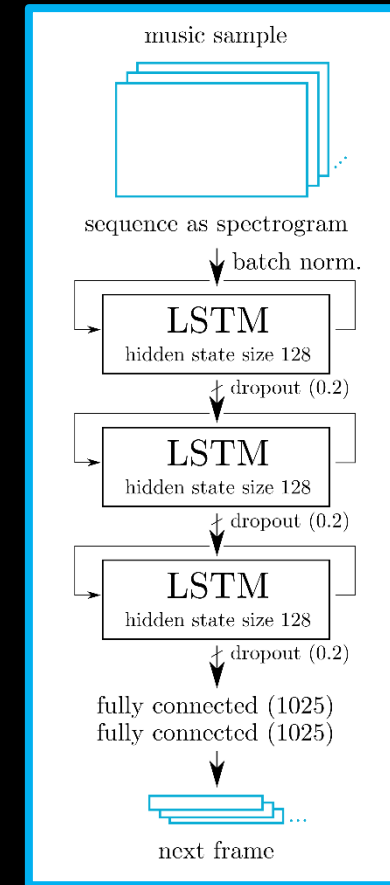 music sample
...
sequence as spectrogram
batch norm.
LSTM
hidden state size 128
dropout (0.2)
LSTM
hidden state size 128
dropout (0.2)
LSTM
hidden state size 128
dropout (0.2)
fully connected (1025)
fully connected (1025)
...
next frame